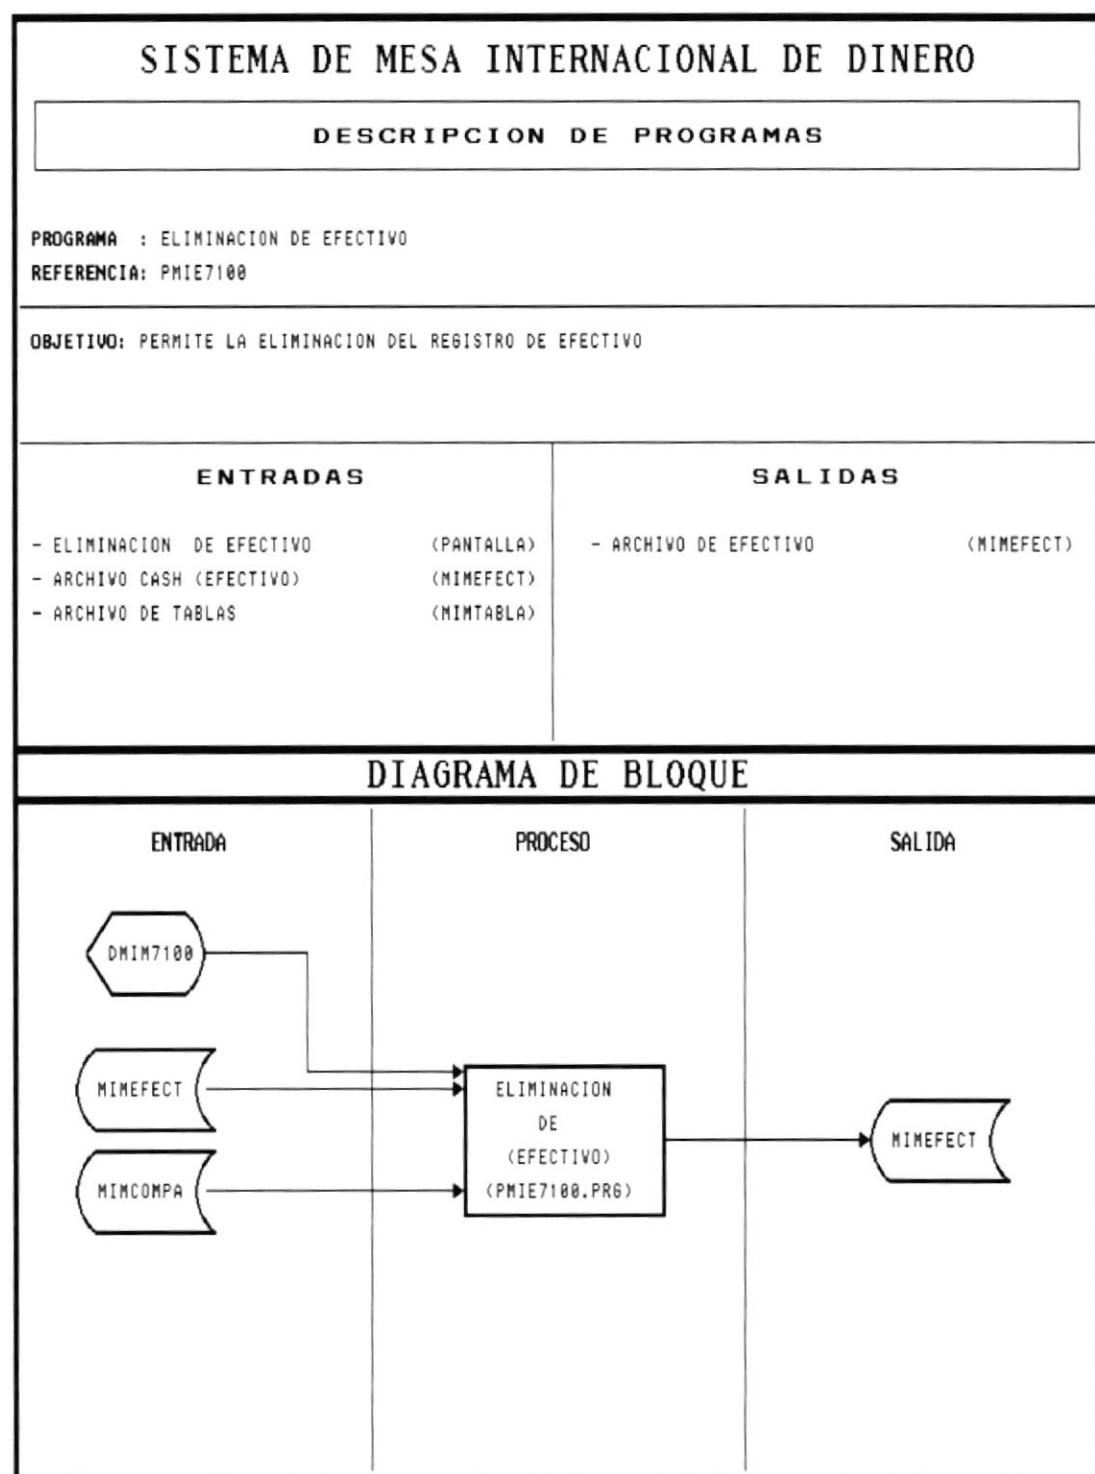 SISTEMA DE MESA INTERNACIONAL DE DINERO
DESCRIPCION DE PROGRAMAS
PROGRAMA : ELIMINACION DE EFECTIVO
REFERENCIA: PMIE7100
OBJETIVO: PERMITE LA ELIMINACION DEL REGISTRO DE EFECTIVO
ENTRADAS
- ELIMINACION DE EFECTIVO (PANTALLA)
- ARCHIVO CASH (EFECTIVO) (MIMEFECT)
- ARCHIVO DE TABLAS (MIMTABLA)
SALIDAS
- ARCHIVO DE EFECTIVO (MIMEFECT)
DIAGRAMA DE BLOQUE
ENTRADA
PROCESO
SALIDA
DMIM7100
MIMEFECT
MIMCOMPA
ELIMINACION
DE
(EFECTIVO)
(PMIE7100.PRG)
MIMEFECT